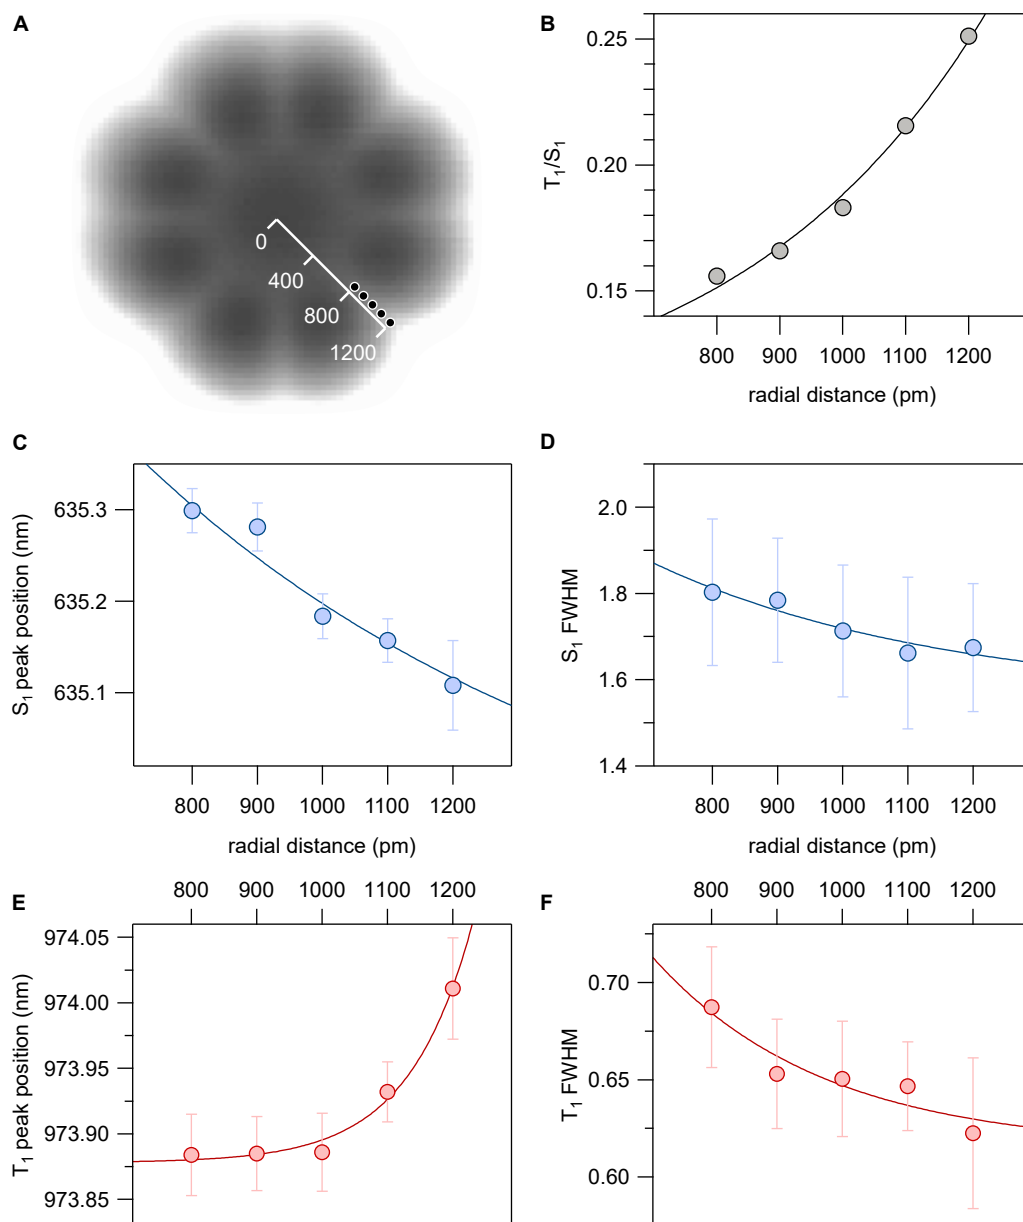 A
0
400
800
1200
B
0.25
0.20
0.15
T₁/S₁
800 900 1000 1100 1200
radial distance (pm)
C
635.3
635.2
635.1
S₁ peak position (nm)
800 900 1000 1100 1200
radial distance (pm)
D
2.0
1.8
1.6
1.4
S₁ FWHM
800 900 1000 1100 1200
radial distance (pm)
E
800 900 1000 1100 1200
974.05
974.00
973.95
973.90
973.85
T₁ peak position (nm)
F
800 900 1000 1100 1200
0.70
0.65
0.60
T₁ FWHM